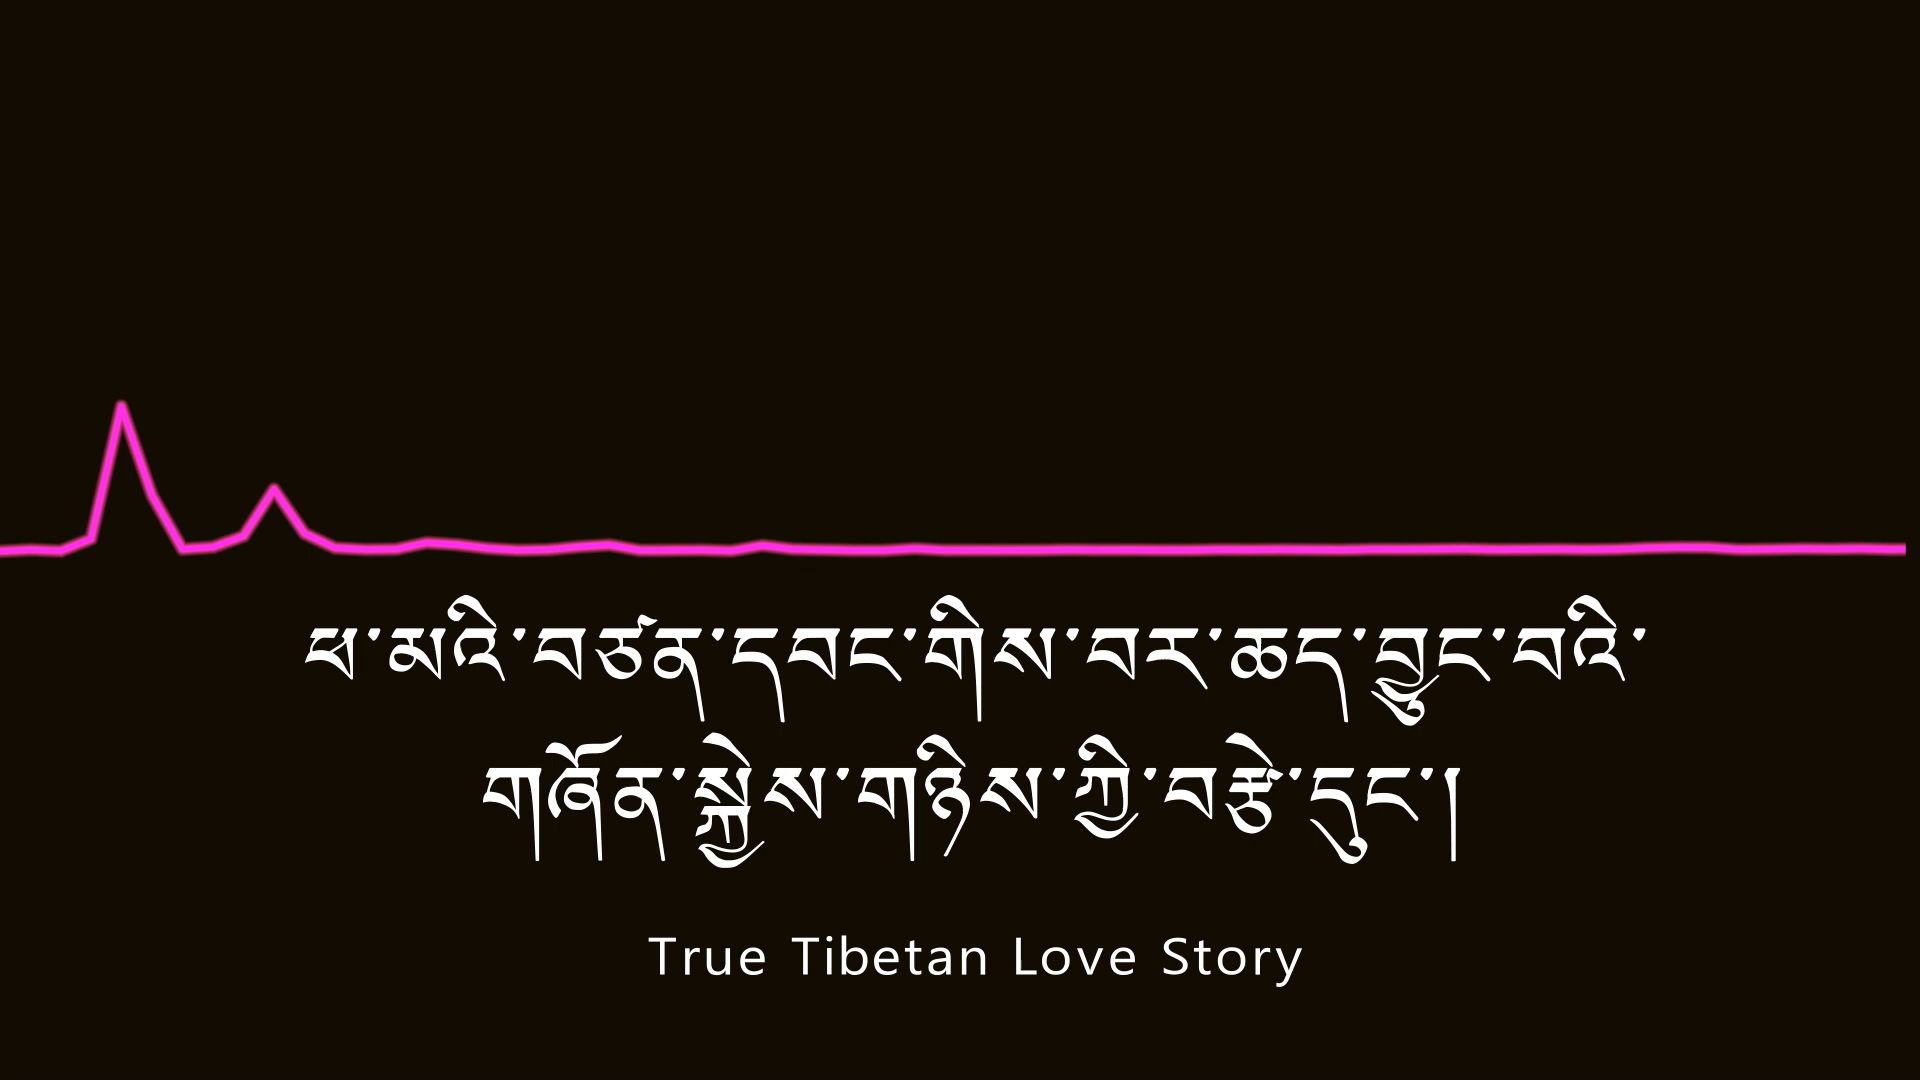 ཕ་མའི་བཙན་དབང་གིས་བར་ཆད་བྱུང་བའི་
གཞོན་སྐྱེས་གཉིས་ཀྱི་བརྩེ་དུང་།
True Tibetan Love Story